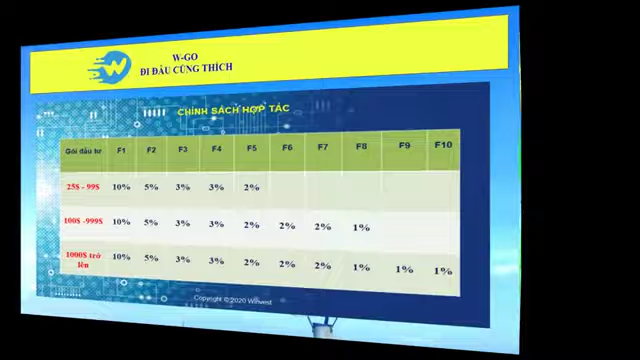 W
W-GO
ĐI ĐÂU CŨNG THÍCH
CHÍNH SÁCH HỢP TÁC
Gói đầu tư F1 F2 F3 F4 F5 F6 F7 F8 F9 F10
25$ - 99$ 10% 5% 3% 3% 2%
100$ -999$ 10% 5% 3% 3% 2% 2% 2% 1%
1000$ trở lên 10% 5% 3% 3% 2% 2% 2% 1% 1% 1%
Copyright © 2020 Winvest